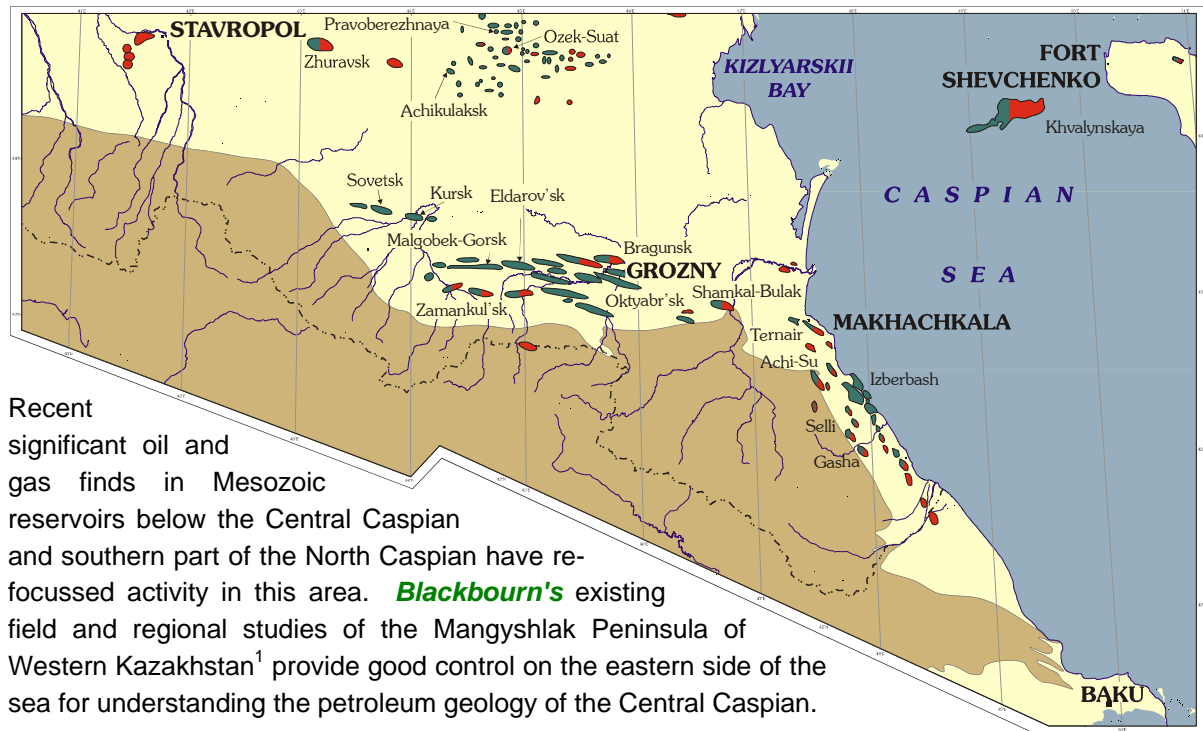 Pravoberezhnaya
STAVROPOL
Ozek-Suat
Zhuravsk
KIZLYARSKII
BAY
FORT
SHEVCHENKO
Achikulaksk
Khvalynskaya
Sovetsk
Kursk
Eldarov'sk
CASPIAN
Malgobek-Gorsk
Bragunsk
GROZNY
SEA
Zamankul'sk
Oktyabr'sk
Shamkal-Bulak
MAKHACHKALA
Ternair
Achi-Su
Izberbash
Selli
Gasha
BAKU
Recent
significant oil and
gas finds in Mesozoic
reservoirs below the Central Caspian
and southern part of the North Caspian have re-
focussed activity in this area. Blackbourn's existing
field and regional studies of the Mangyshlak Peninsula of
Western Kazakhstan¹ provide good control on the eastern side of the
sea for understanding the petroleum geology of the Central Caspian.